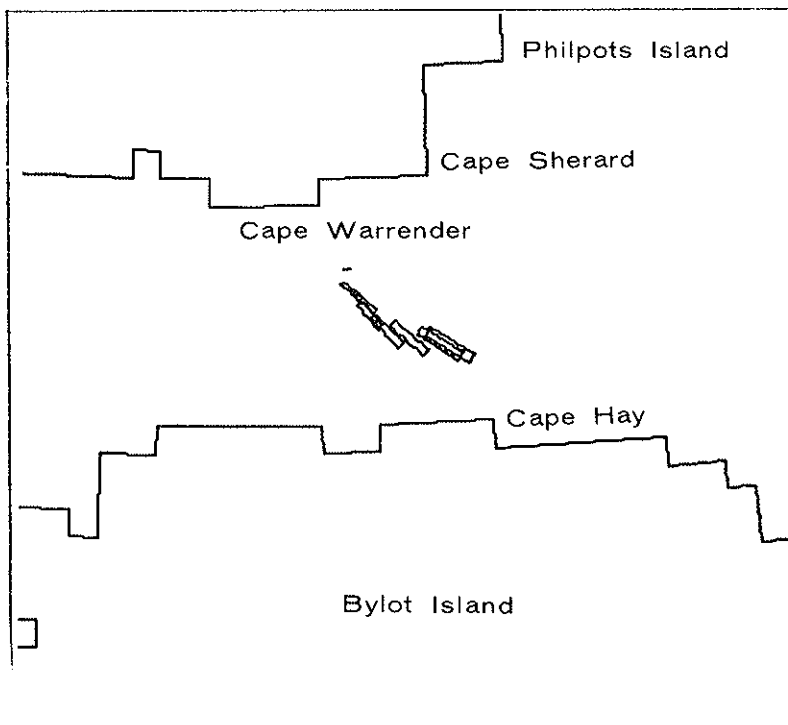 Philpots Island
Cape Sherard
Cape Warrender
Cape Hay
Bylot Island